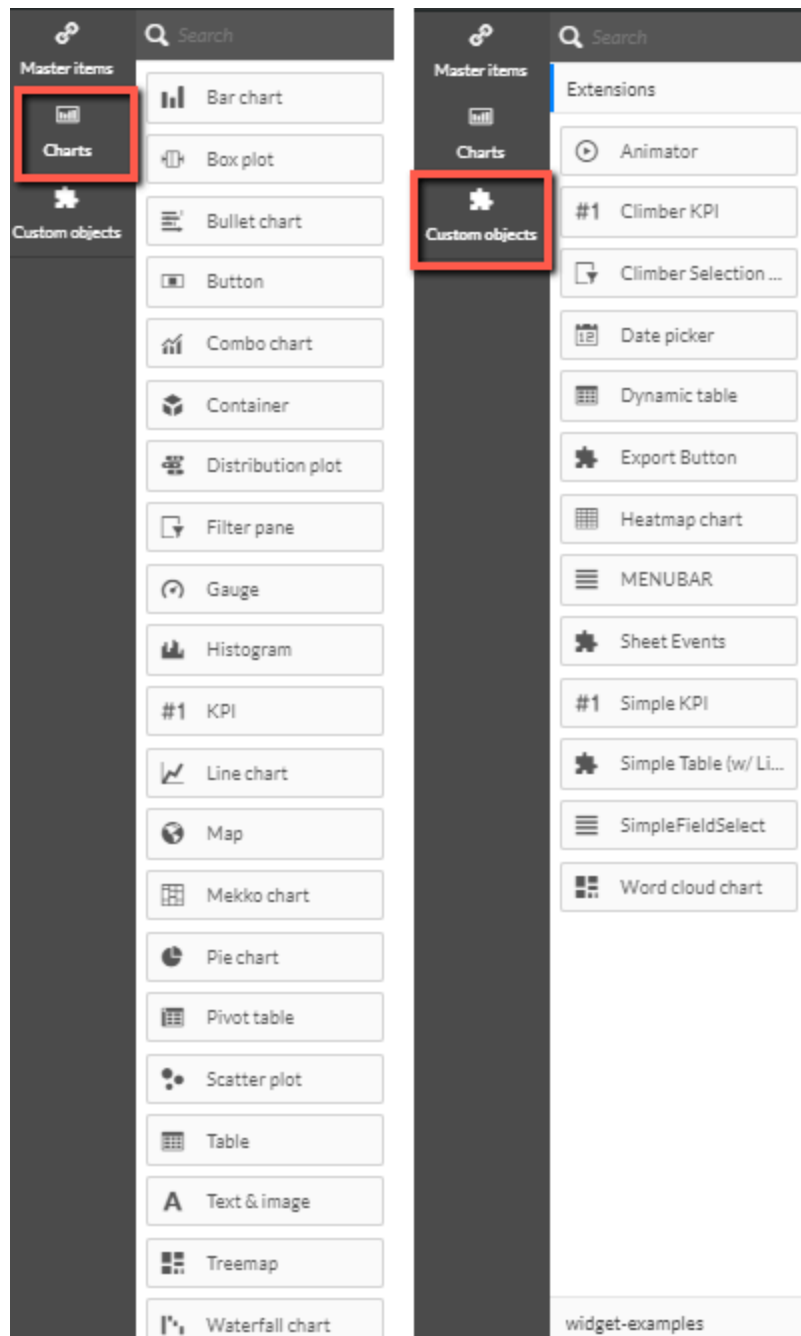 Master items
Charts
Custom objects
Search
Bar chart
Box plot
Bullet chart
Button
Combo chart
Container
Distribution plot
Filter pane
Gauge
Histogram
#1 KPI
Line chart
Map
Mekko chart
Pie chart
Pivot table
Scatter plot
Table
A Text & image
Treemap
Waterfall chart
Master items
Charts
Custom objects
Search
Extensions
Animator
#1 Climber KPI
Climber Selection ...
12 Date picker
Dynamic table
Export Button
Heatmap chart
MENUBAR
Sheet Events
#1 Simple KPI
Simple Table (w/ Li...
SimpleFieldSelect
Word cloud chart
widget-examples